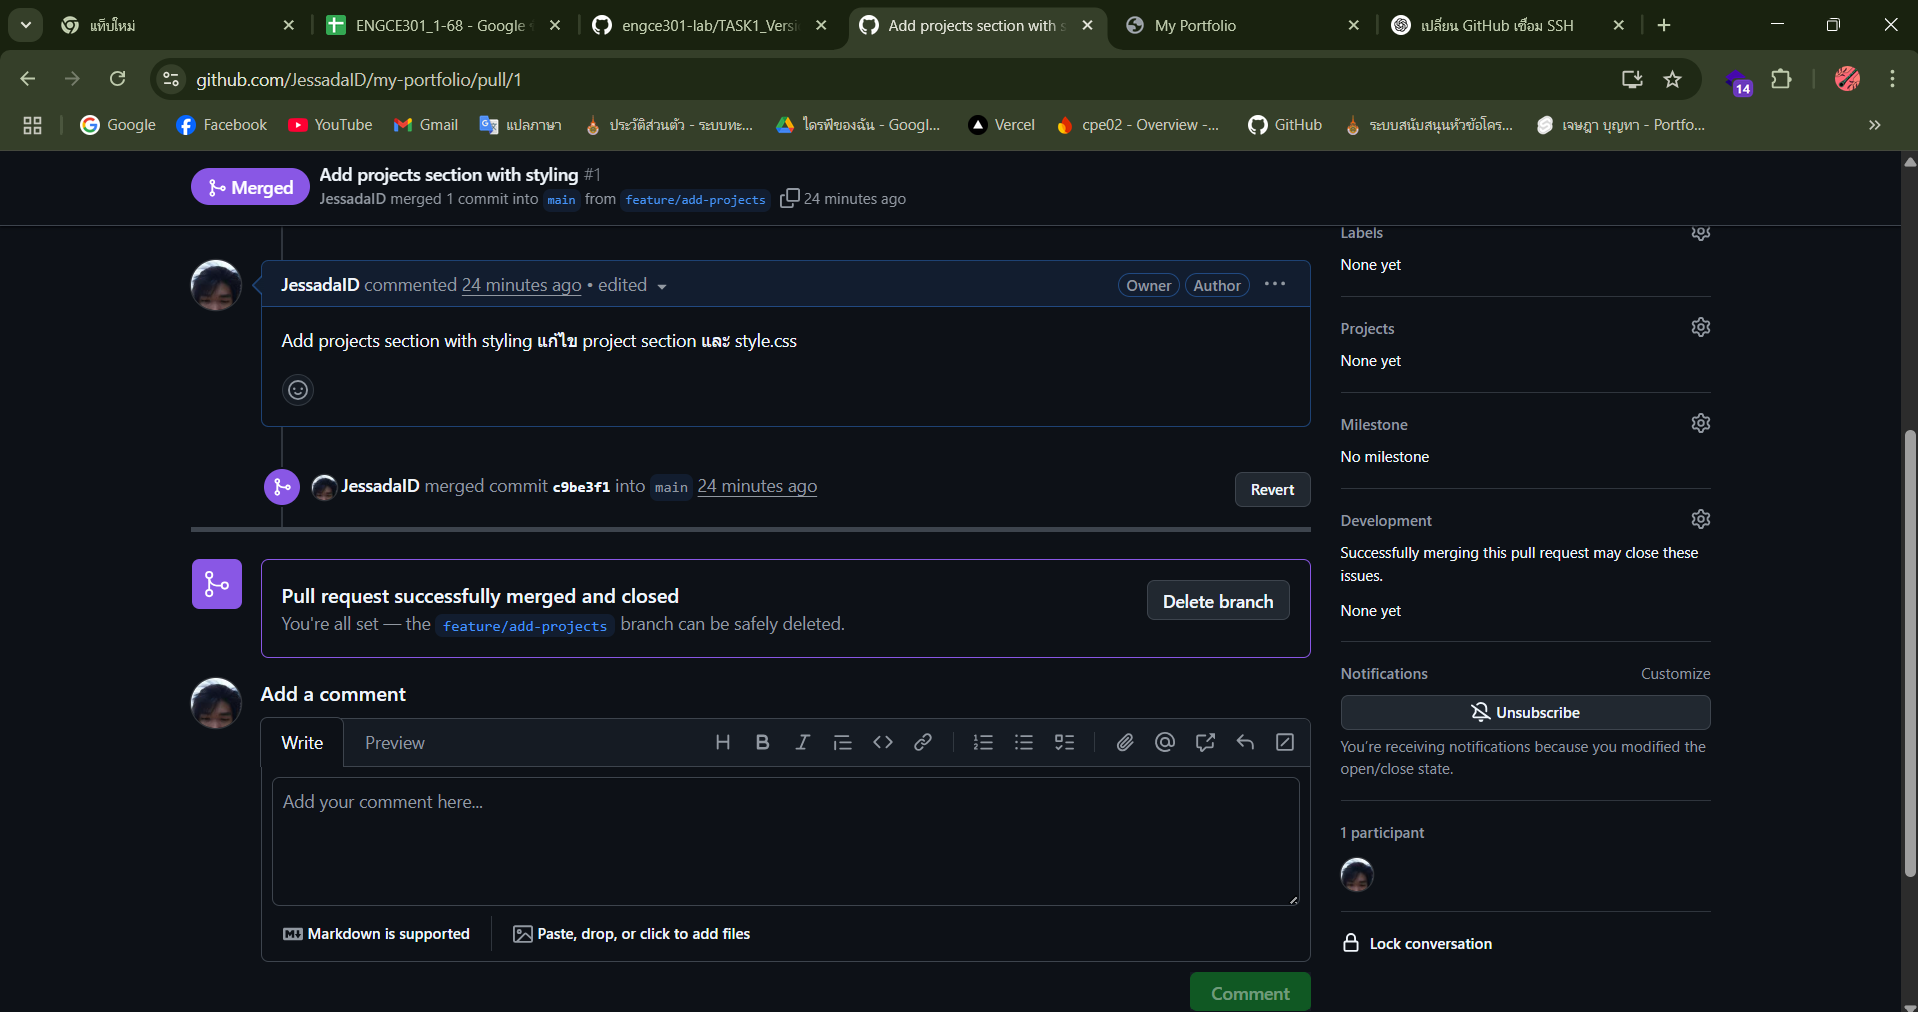 แท็บใหม่
ENGCE301_1-68 - Google
engce301-lab/TASK1_Versi
Add projects section with s
My Portfolio
เปลี่ยน GitHub เชื่อม SSH
github.com/JessadaID/my-portfolio/pull/1
14
Google
Facebook
YouTube
Gmail
แปลภาษา
ประวัติส่วนตัว - ระบบทะ...
ไดรฟ์ของฉัน - Googl...
Vercel
cpe02 - Overview -...
GitHub
ระบบสนับสนุนหัวข้อโคร...
เจษฎา บุญหา - Portfo...
Merged
Add projects section with styling #1
JessadaID merged 1 commit into main from feature/add-projects 24 minutes ago
JessadaID commented 24 minutes ago • edited
Owner
Author
Add projects section with styling แก้ไข project section และ style.css
JessadaID merged commit c9be3f1 into main 24 minutes ago
Revert
Pull request successfully merged and closed
You're all set — the feature/add-projects branch can be safely deleted.
Delete branch
Add a comment
Write
Preview
Add your comment here...
Markdown is supported
Paste, drop, or click to add files
Comment
Labels
None yet
Projects
None yet
Milestone
No milestone
Development
Successfully merging this pull request may close these
issues.
None yet
Notifications
Customize
Unsubscribe
You're receiving notifications because you modified the
open/close state.
1 participant
Lock conversation